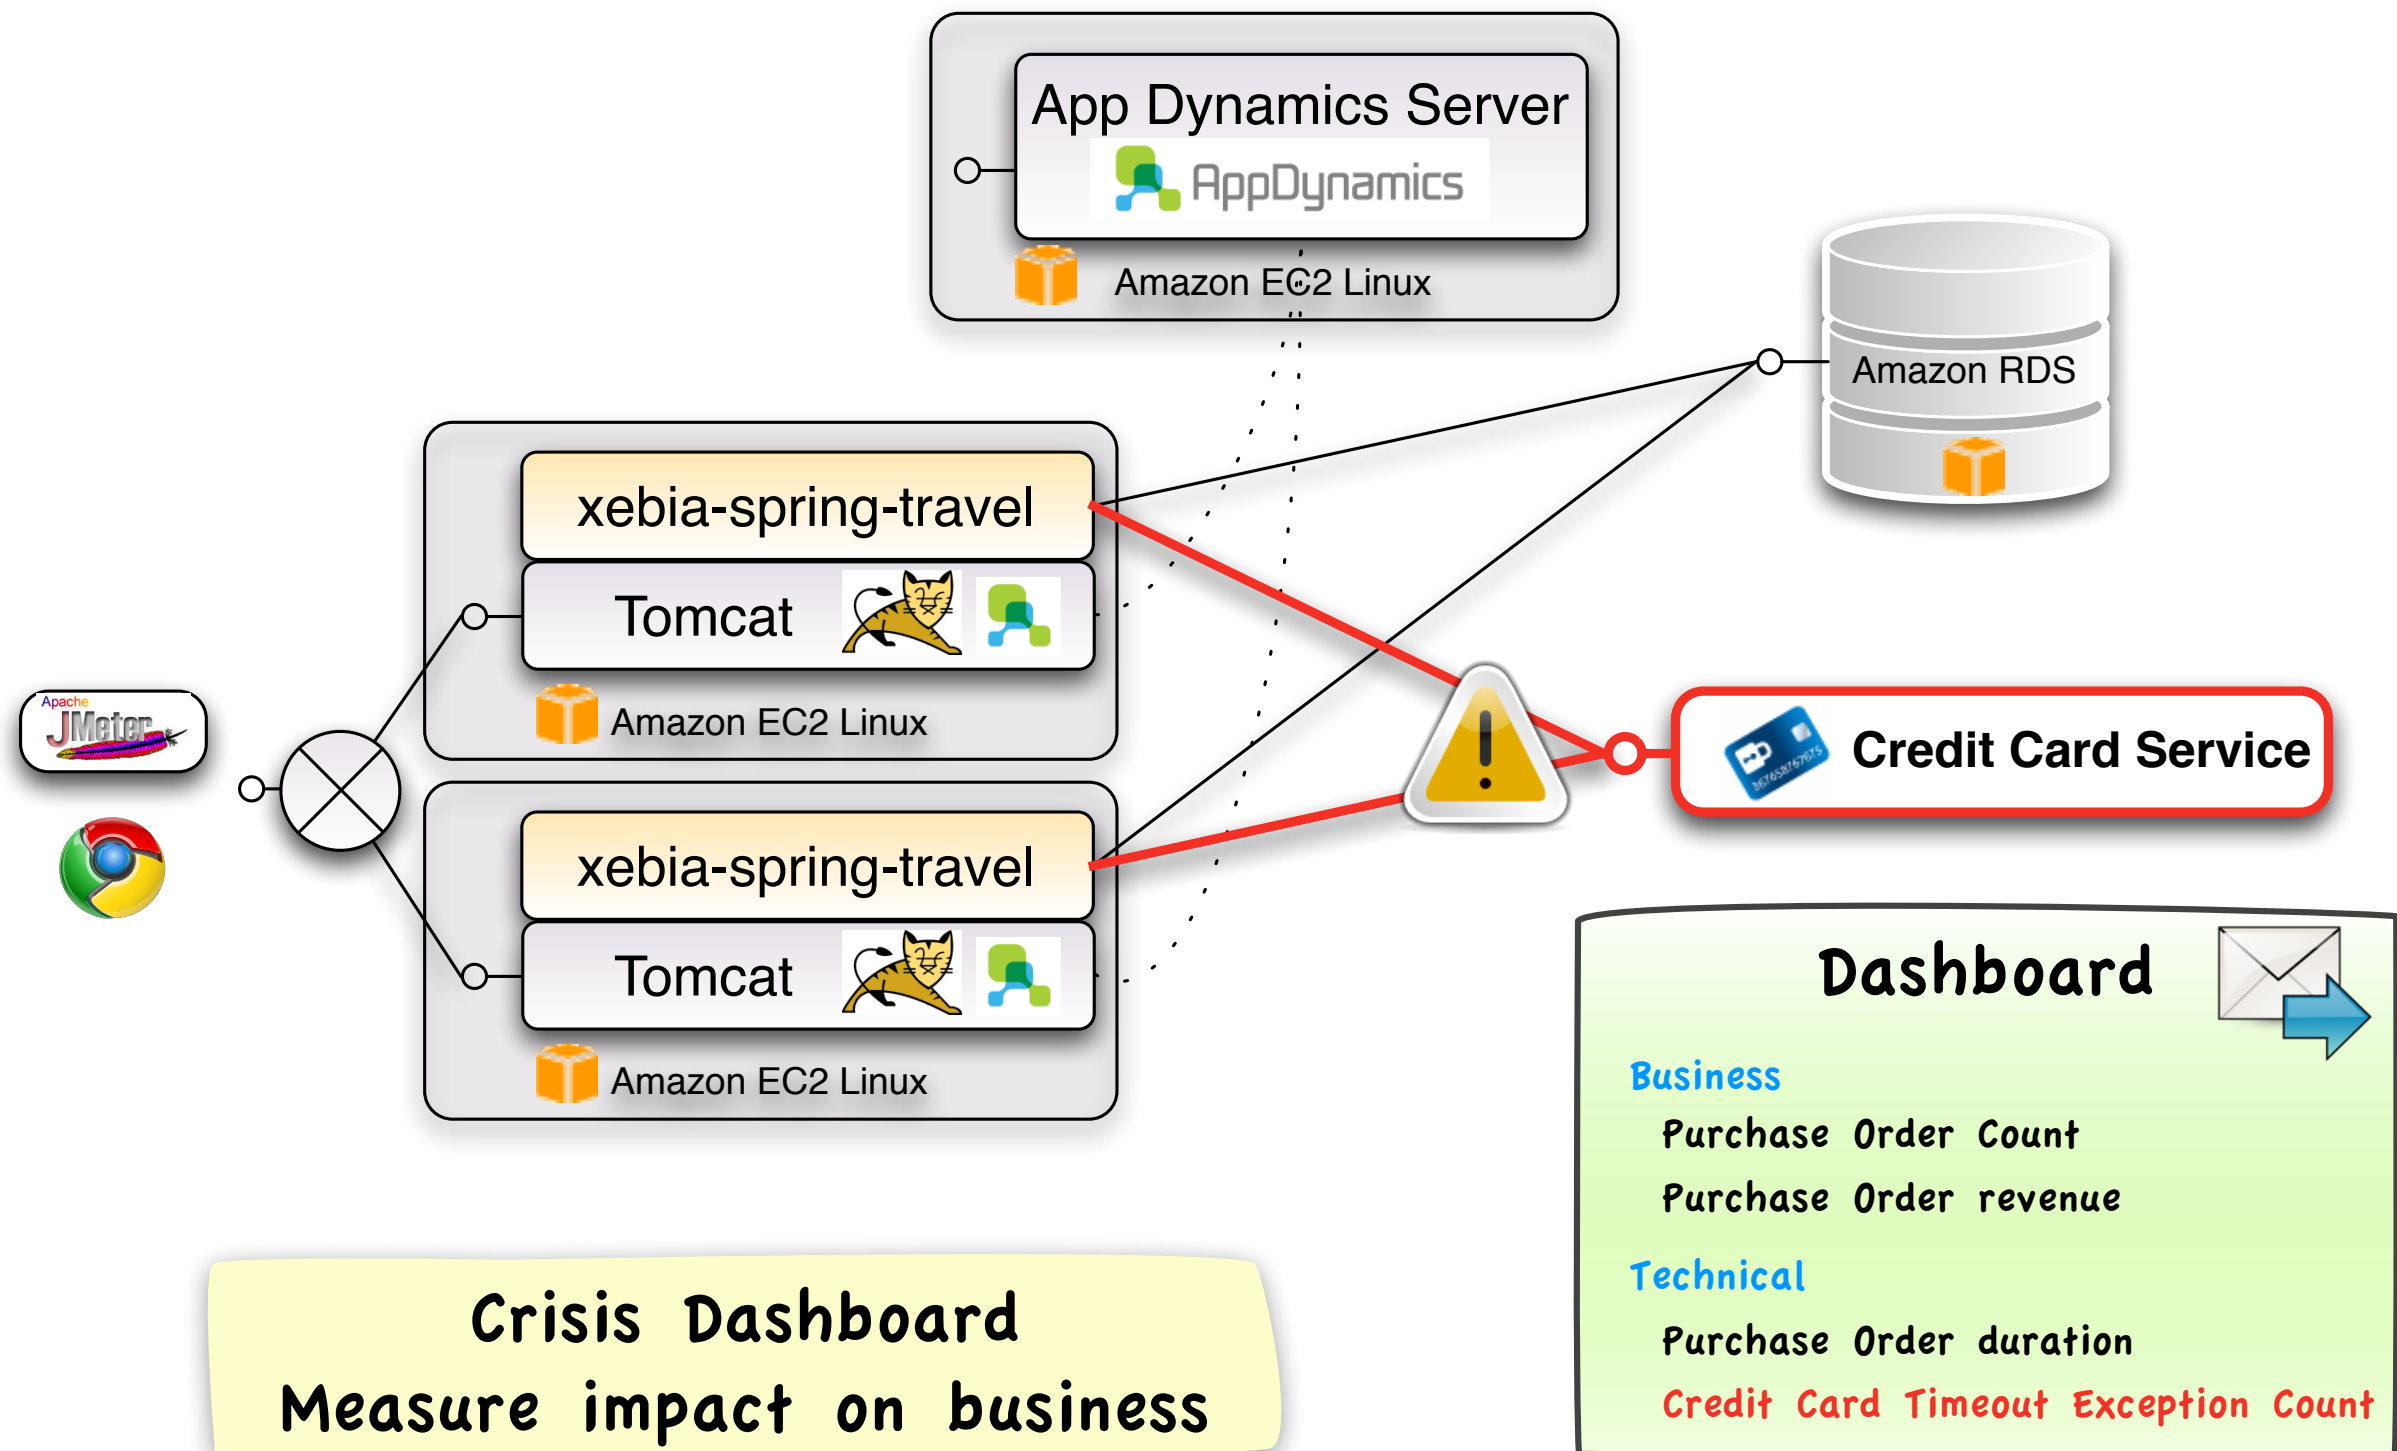 App Dynamics Server
AppDynamics
Amazon EC2 Linux
Amazon RDS
xebia-spring-travel
Tomcat
Amazon EC2 Linux
Apache
JMeter
Credit Card Service
xebia-spring-travel
Tomcat
Amazon EC2 Linux
Dashboard
Business
Purchase Order Count
Purchase Order revenue
Technical
Purchase Order duration
Credit Card Timeout Exception Count
Crisis Dashboard
Measure impact on business